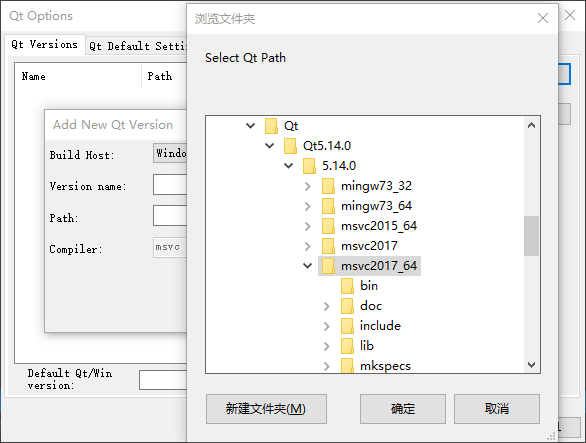 Qt Options
浏览文件夹
Qt Versions
Qt Default Setti
Select Qt Path
Name
Path
Add New Qt Version
Build Host:
Windo
Version name:
Path:
Compiler:
msvc
Qt
Qt5.14.0
5.14.0
mingw73_32
mingw73_64
msvc2015_64
msvc2017
msvc2017_64
bin
doc
include
lib
mkspecs
Default Qt/Win
version:
新建文件夹(M)
确定
取消